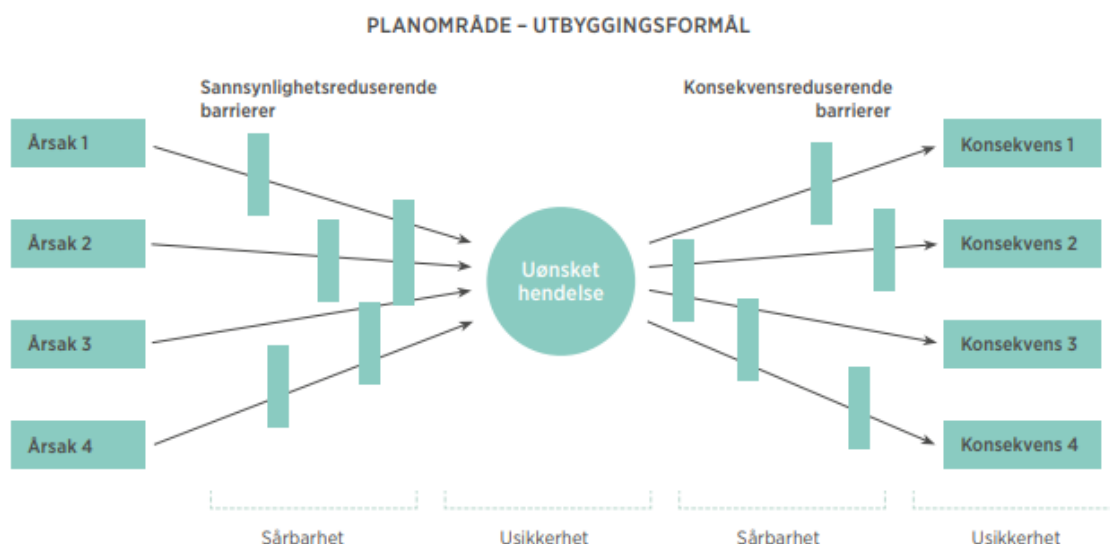 PLANOMRÅDE – UTBYGGINGSFORMÅL
Sannsynlighetsreduserende
barrierer
Konsekvensreduserende
barrierer
Årsak 1
Årsak 2
Årsak 3
Årsak 4
Uønsket
hendelse
Konsekvens 1
Konsekvens 2
Konsekvens 3
Konsekvens 4
Sårbarhet
Usikkerhet
Sårbarhet
Usikkerhet